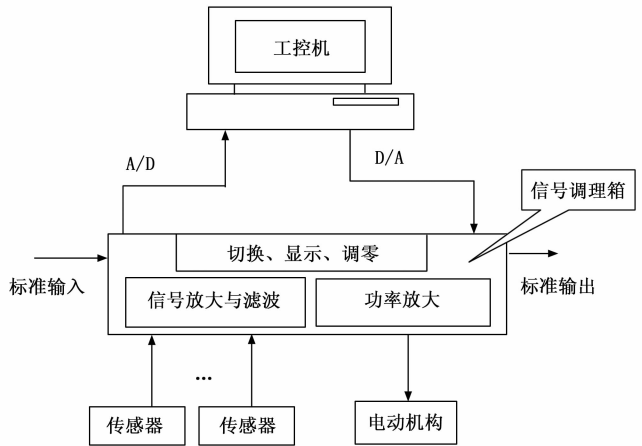 工控机
A/D
D/A
信号调理箱
切换、显示、调零
标准输入
标准输出
信号放大与滤波
功率放大
...
传感器
传感器
电动机构